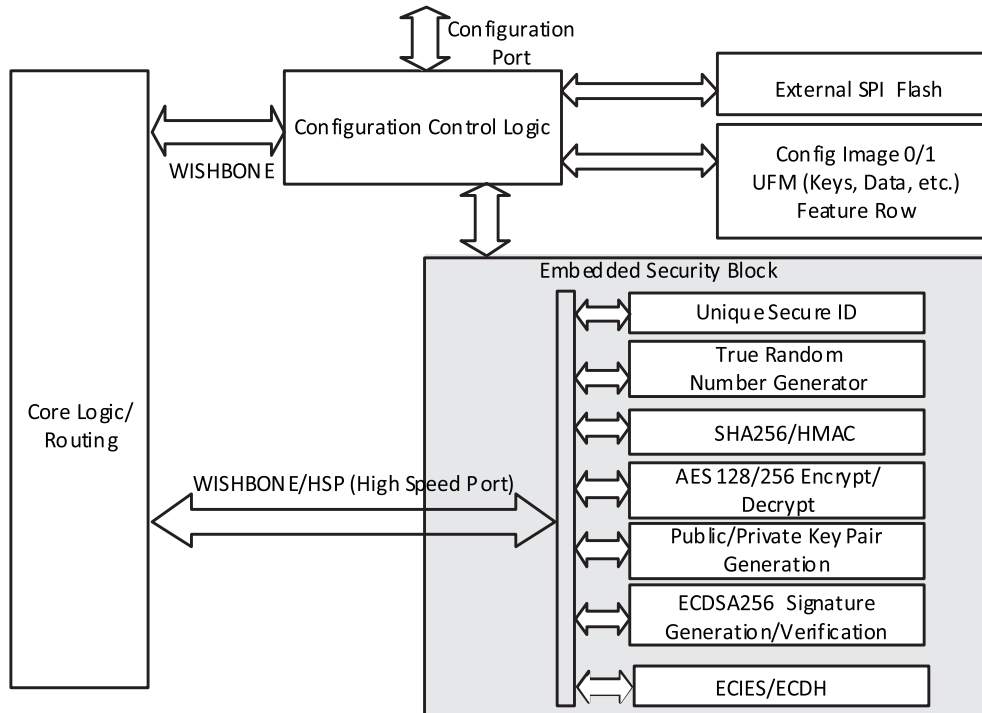 Configuration
Port
External SPI Flash
Configuration Control Logic
WISHBONE
Config Image 0/1
UFM (Keys, Data, etc.)
Feature Row
Embedded Security Block
Unique Secure ID
True Random
Number Generator
Core Logic/
Routing
SHA256/HMAC
WISHBONE/HSP (High Speed Port)
AES 128/256 Encrypt/
Decrypt
Public/Private Key Pair
Generation
ECDSA256 Signature
Generation/Verification
ECIES/ECDH